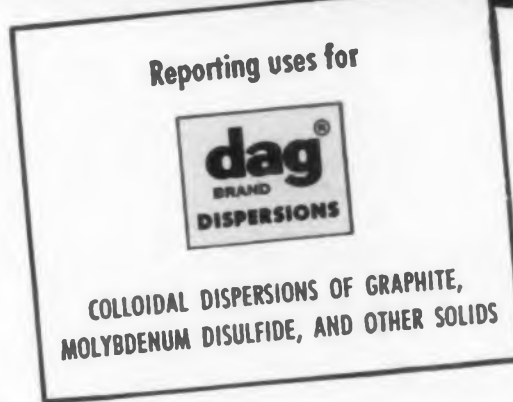 Reporting uses for
dag®
BRAND
DISPERSIONS
COLLOIDAL DISPERSIONS OF GRAPHITE,
MOLYBDENUM DISULFIDE, AND OTHER SOLIDS